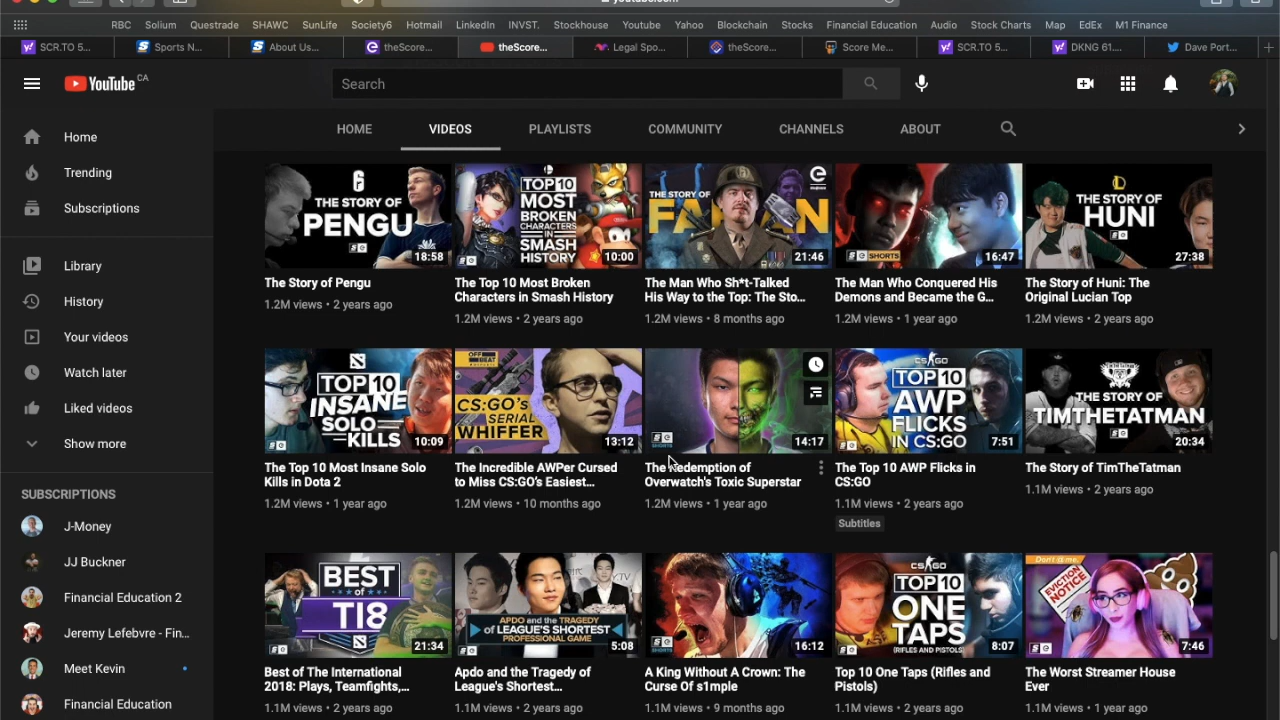 youtube.com
RBC Solium Questrade SHAWC SunLife Society6 Hotmail LinkedIn INVST. Stockhouse Youtube Yahoo Blockchain Stocks Financial Education Audio Stock Charts Map EdEx M1 Finance
SCR.TO 5... Sports N... About Us... theScore... theScore... Legal Spo... theScore... Score Me... SCR.TO 5... DKNG 61.... Dave Port...
YouTube CA
Search
HOME VIDEOS PLAYLISTS COMMUNITY CHANNELS ABOUT
Home
Trending
Subscriptions
Library
History
Your videos
Watch later
Liked videos
Show more
SUBSCRIPTIONS
J-Money
JJ Buckner
Financial Education 2
Jeremy Lefebvre - Fin...
Meet Kevin
Financial Education
THE STORY OF
PENGU
18:58
The Story of Pengu
1.2M views • 2 years ago
TOP 10
MOST
BROKEN
CHARACTERS
IN
SMASH
HISTORY
10:00
The Top 10 Most Broken
Characters in Smash History
1.2M views • 2 years ago
THE STORY OF
21:46
The Man Who Sh*t-Talked
His Way to the Top: The Sto...
1.2M views • 8 months ago
SHORTS
16:47
The Man Who Conquered His
Demons and Became the G...
1.2M views • 1 year ago
THE STORY OF
HUNI
27:38
The Story of Huni: The
Original Lucian Top
1.2M views • 2 years ago
TOP 10
INSANE
SOLO
KILLS
10:09
The Top 10 Most Insane Solo
Kills in Dota 2
1.2M views • 1 year ago
OFF
BEAT
CS:GO's
SERIAL
WHIFFER
13:12
The Incredible AWPer Cursed
to Miss CS:GO's Easiest...
1.2M views • 10 months ago
SHORTS
14:17
The Redemption of
Overwatch's Toxic Superstar
1.2M views • 1 year ago
CS:GO
TOP 10
AWP
FLICKS
IN CS:GO
7:51
The Top 10 AWP Flicks in
CS:GO
1.1M views • 2 years ago
Subtitles
THE STORY OF
TIMTHETATMAN
20:34
The Story of TimTheTatman
1.1M views • 2 years ago
BEST
of
TI8
21:34
Best of The International
2018: Plays, Teamfights,...
1.1M views • 2 years ago
APDO and the TRAGEDY
of LEAGUE'S SHORTEST
PROFESSIONAL GAME
5:08
Apdo and the Tragedy of
League's Shortest...
1.1M views • 2 years ago
SHORTS
16:12
A King Without A Crown: The
Curse Of s1mple
1.1M views • 9 months ago
CS:GO
TOP 10
ONE
TAPS
(RIFLES AND PISTOLS)
8:07
Top 10 One Taps (Rifles and
Pistols)
1.1M views • 2 years ago
Don't @ me.
EVICTION
NOTICE
7:46
The Worst Streamer House
Ever
1.1M views • 1 year ago